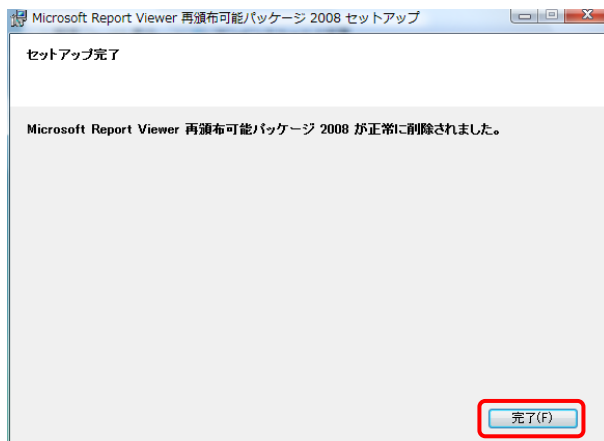 Microsoft Report Viewer 再頒布可能パッケージ 2008 セットアップ
セットアップ完了
Microsoft Report Viewer 再頒布可能パッケージ 2008 が正常に削除されました。
完了(F)